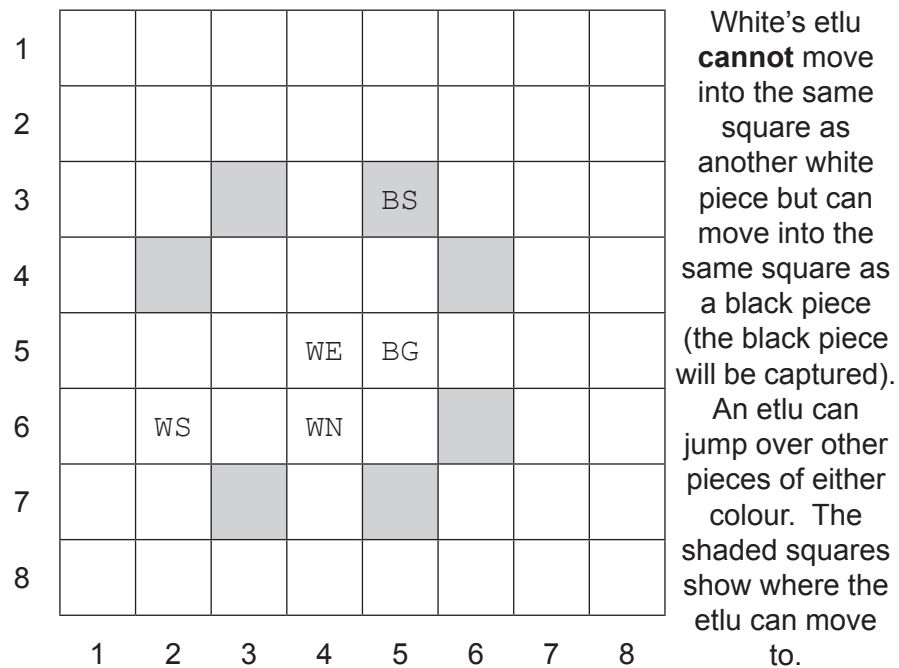 1
2
3 BS
4
5 WE BG
6 WS WN
7
8
1 2 3 4 5 6 7 8
White’s etlu
cannot move
into the same
square as
another white
piece but can
move into the
same square as
a black piece
(the black piece
will be captured).
An etlu can
jump over other
pieces of either
colour. The
shaded squares
show where the
etlu can move
to.